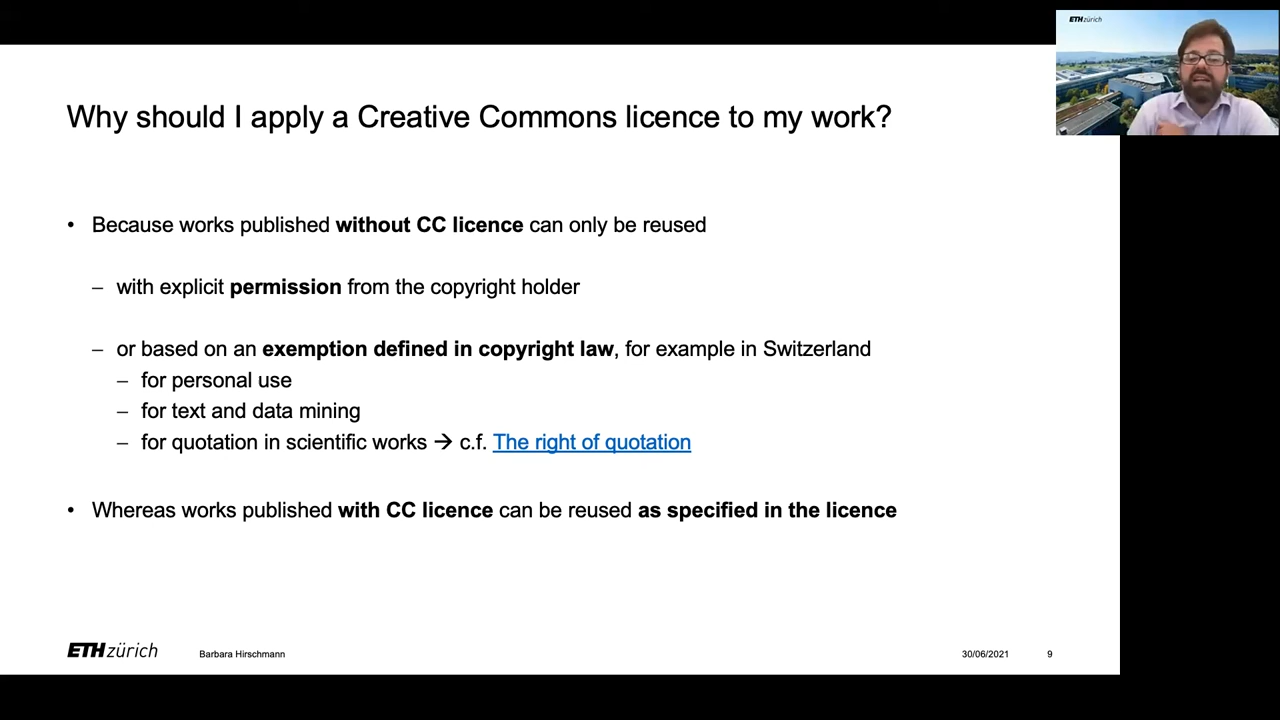 ETH zürich
Why should I apply a Creative Commons licence to my work?
• Because works published without CC licence can only be reused
– with explicit permission from the copyright holder
– or based on an exemption defined in copyright law, for example in Switzerland
– for personal use
– for text and data mining
– for quotation in scientific works → c.f. The right of quotation
• Whereas works published with CC licence can be reused as specified in the licence
ETH zürich
Barbara Hirschmann
30/06/2021
9